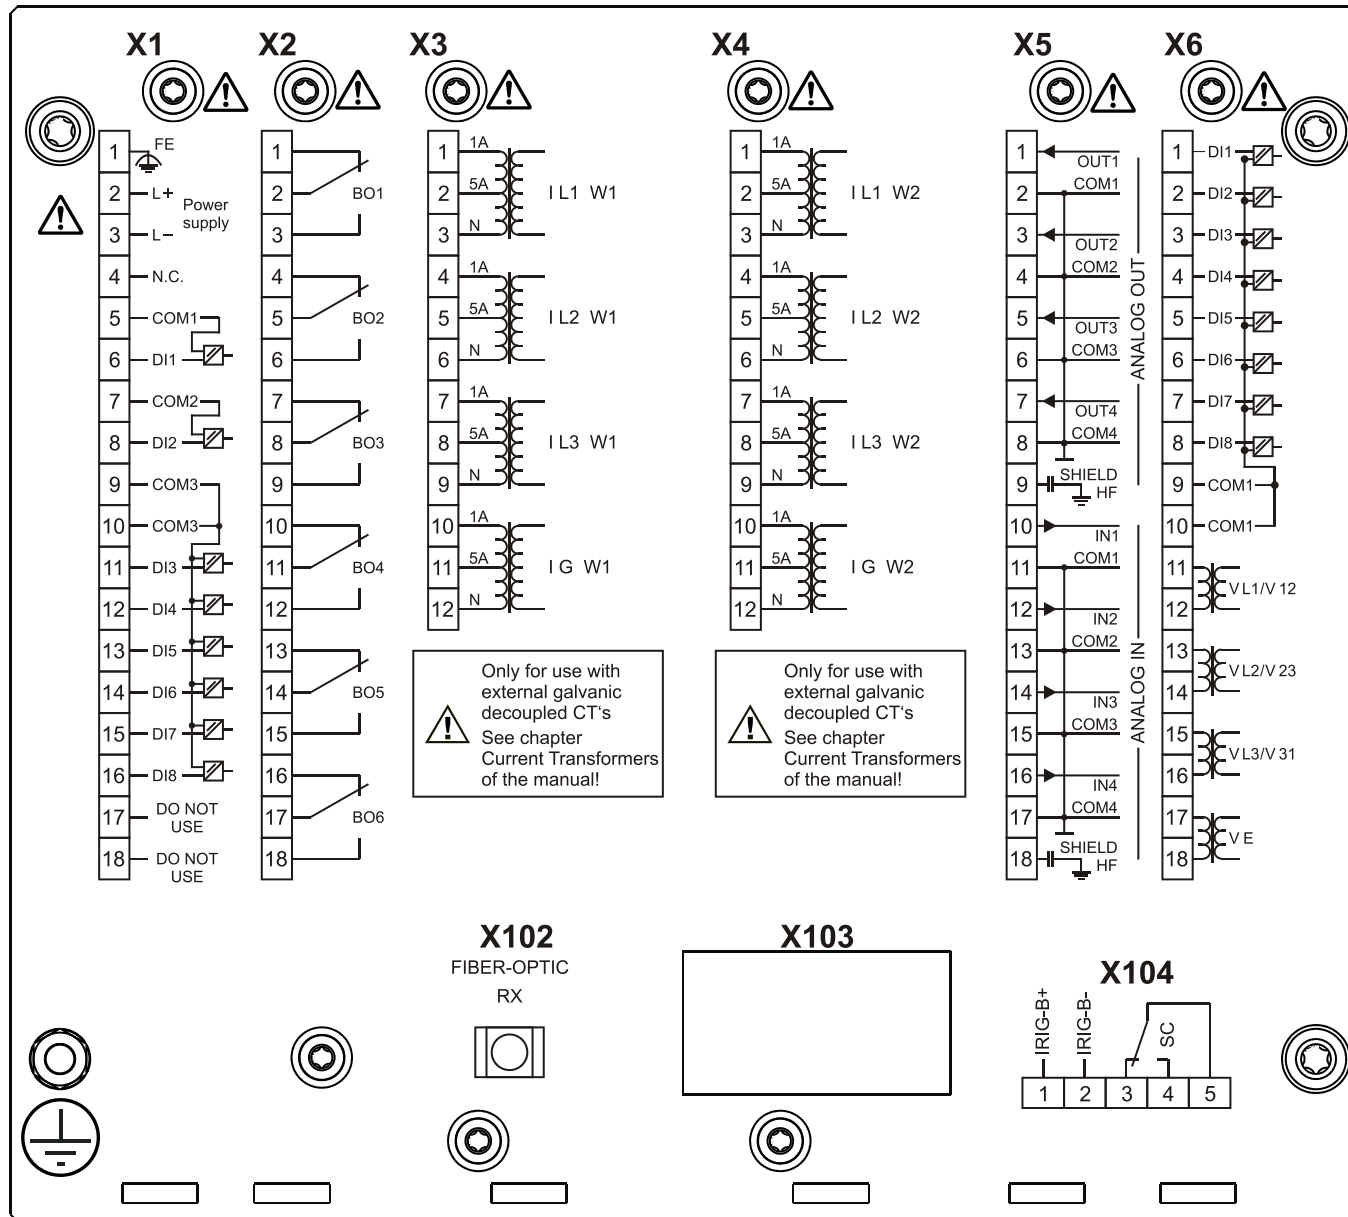 X1 X2 X3 X4 X5 X6
1 FE
2 L+
Power
supply
3 L−
4 N.C.
5 COM1
6 DI1
7 COM2
8 DI2
9 COM3
10 COM3
11 DI3
12 DI4
13 DI5
14 DI6
15 DI7
16 DI8
17 DO NOT
USE
18 DO NOT
USE
1
2 BO1
3
4
5 BO2
6
7
8 BO3
9
10
11 BO4
12
13
14 BO5
15
16
17 BO6
18
1 1A
2 5A I L1 W1
3 N
4 1A
5 5A I L2 W1
6 N
7 1A
8 5A I L3 W1
9 N
10 1A
11 5A I G W1
12 N
Only for use with
external galvanic
decoupled CT‘s
! See chapter
Current Transformers
of the manual!
1 1A
2 5A I L1 W2
3 N
4 1A
5 5A I L2 W2
6 N
7 1A
8 5A I L3 W2
9 N
10 1A
11 5A I G W2
12 N
Only for use with
external galvanic
decoupled CT‘s
! See chapter
Current Transformers
of the manual!
1 OUT1
2 COM1
3 OUT2
4 COM2
5 OUT3
6 COM3
7 OUT4
8 COM4
9 SHIELD
HF
ANALOG OUT
10 IN1
11 COM1
12 IN2
13 COM2
14 IN3
15 COM3
16 IN4
17 COM4
18 SHIELD
HF
ANALOG IN
1 DI1
2 DI2
3 DI3
4 DI4
5 DI5
6 DI6
7 DI7
8 DI8
9 COM1
10 COM1
11
V L1/V 12
12
13
V L2/V 23
14
15
V L3/V 31
16
17
V E
18
X102
FIBER-OPTIC
RX
X103
X104
IRIG-B+
IRIG-B-
SC
1 2 3 4 5